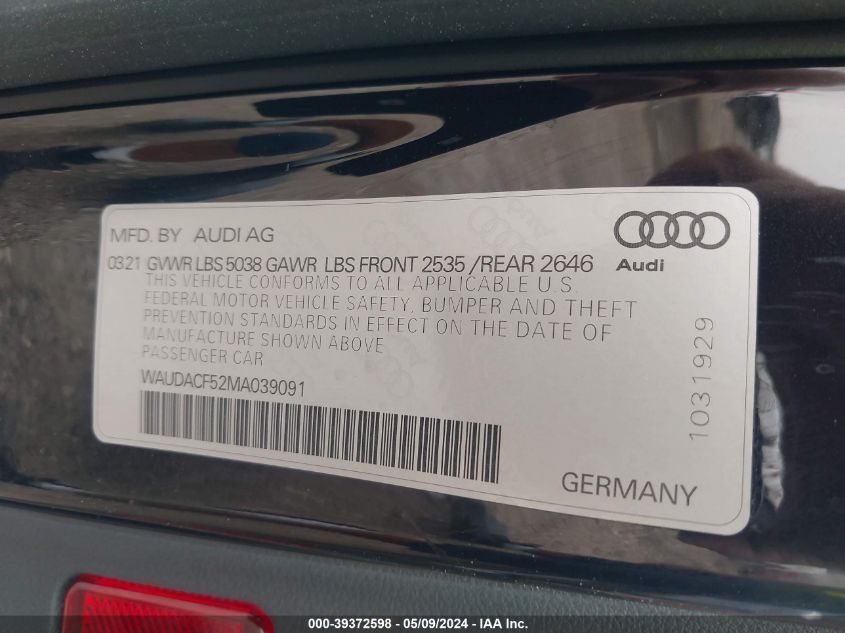 MFD. BY AUDI AG
0321 GVWR LBS 5038 GAWR LBS FRONT 2535 /REAR 2646
Audi
THIS VEHICLE CONFORMS TO ALL APPLICABLE U.S.
FEDERAL MOTOR VEHICLE SAFETY, BUMPER AND THEFT
PREVENTION STANDARDS IN EFFECT ON THE DATE OF
MANUFACTURE SHOWN ABOVE
PASSENGER CAR
WAUDACF52MA039091
1031929
GERMANY
000-39372598 - 05/09/2024 - IAA Inc.